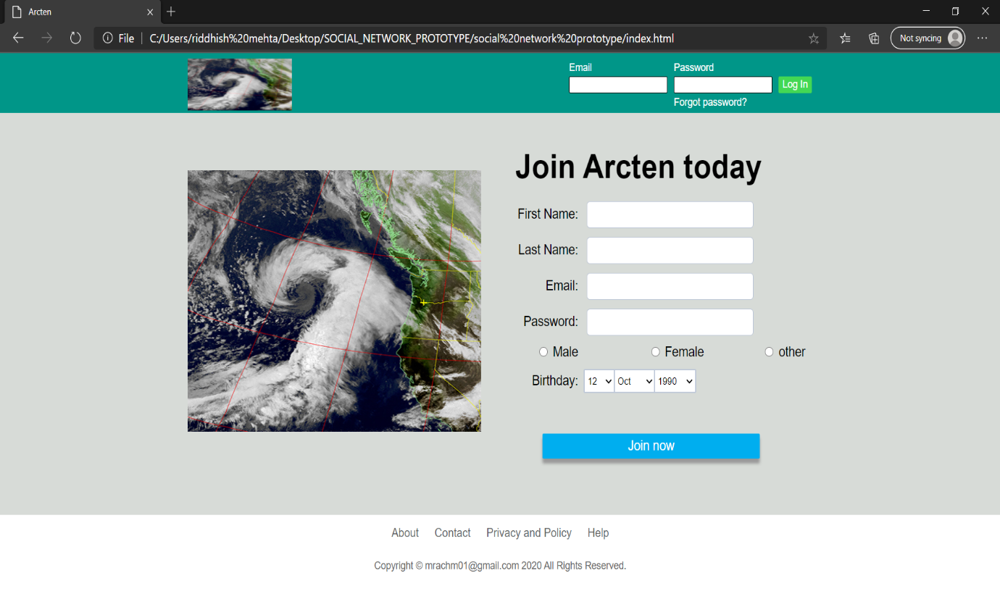 Arcten
File C:/Users/riddhish%20mehta/Desktop/SOCIAL_NETWORK_PROTOTYPE/social%20network%20prototype/index.html Not syncing
Email Password
Log In
Forgot password?
Join Arcten today
First Name:
Last Name:
Email:
Password:
Male Female other
Birthday: 12 Oct 1990
Join now
About Contact Privacy and Policy Help
Copyright © mrachm01@gmail.com 2020 All Rights Reserved.